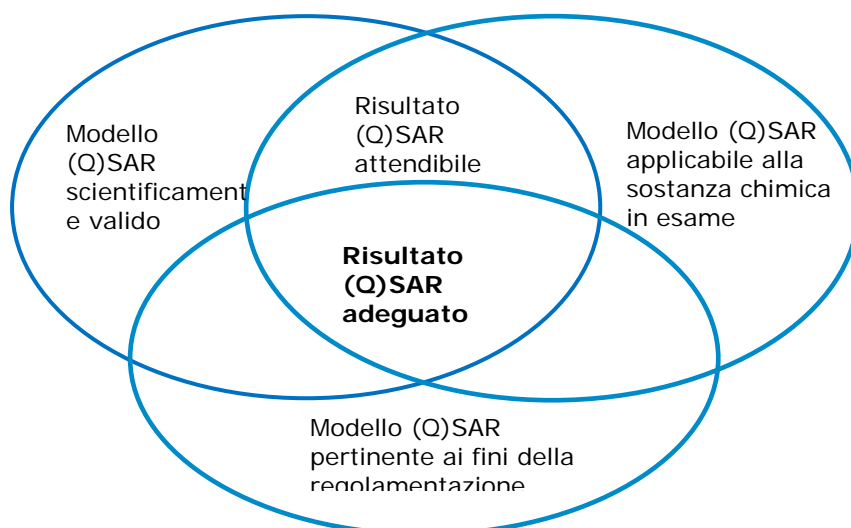 Modello
(Q)SAR
scientificament
e valido
Risultato
(Q)SAR
attendibile
Modello (Q)SAR
applicabile alla
sostanza chimica
in esame
Risultato
(Q)SAR
adeguato
Modello (Q)SAR
pertinente ai fini della
regolamentazione